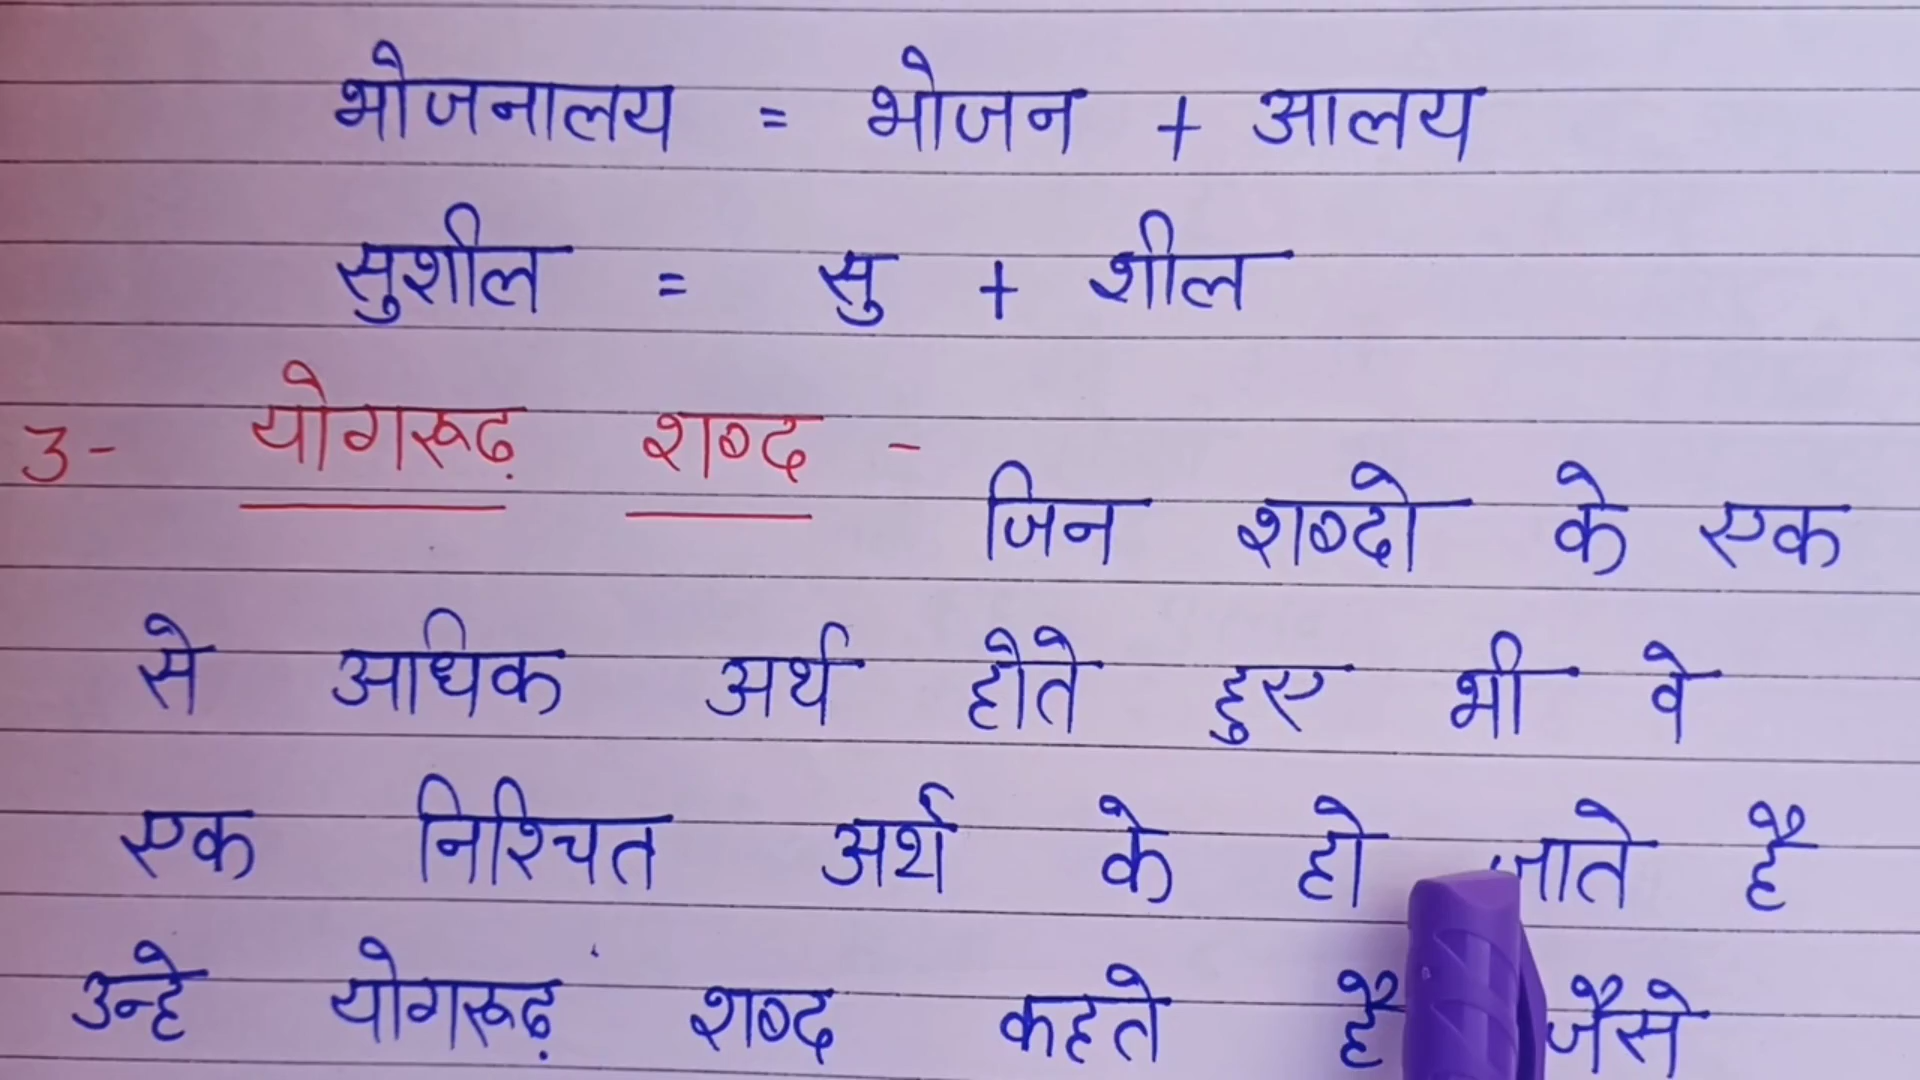 भोजनालय = भोजन + आलय
सुशील = सु + शील
3- योगरूढ़ शब्द -
जिन शब्दो के एक
से अधिक अर्थ होते हुए भी वे
एक निश्चित अर्थ के हो जाते है
उन्हे योगरूढ़ शब्द कहते है जैसे